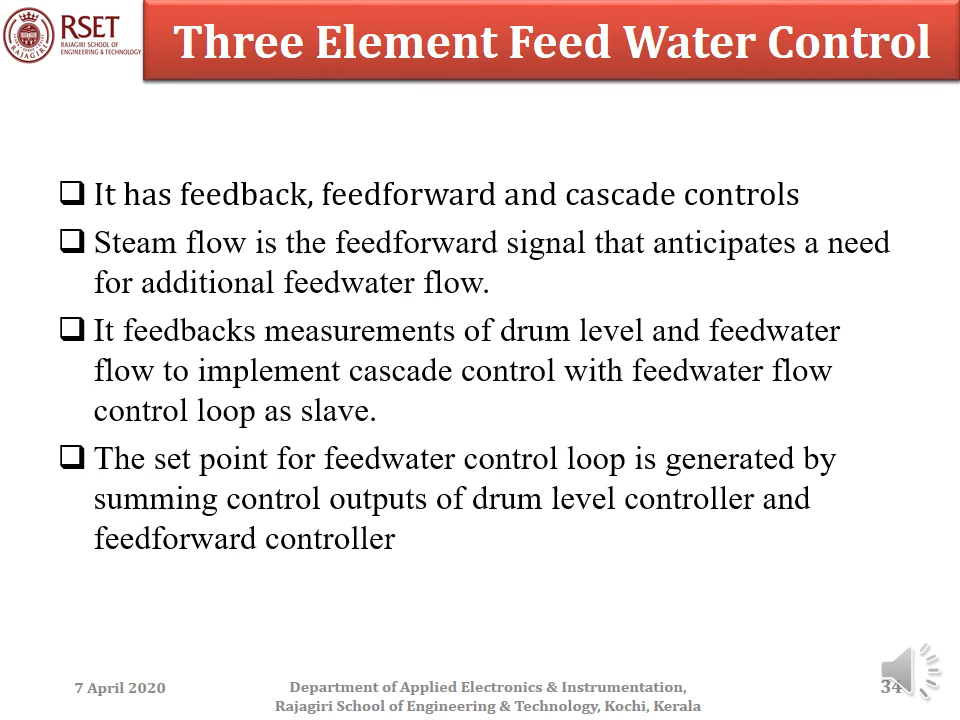 RSET
RAJAGIRI SCHOOL OF
ENGINEERING & TECHNOLOGY
RAJAGIRI
Three Element Feed Water Control
It has feedback, feedforward and cascade controls
Steam flow is the feedforward signal that anticipates a need
for additional feedwater flow.
It feedbacks measurements of drum level and feedwater
flow to implement cascade control with feedwater flow
control loop as slave.
The set point for feedwater control loop is generated by
summing control outputs of drum level controller and
feedforward controller
7 April 2020
Department of Applied Electronics & Instrumentation,
Rajagiri School of Engineering & Technology, Kochi, Kerala
34